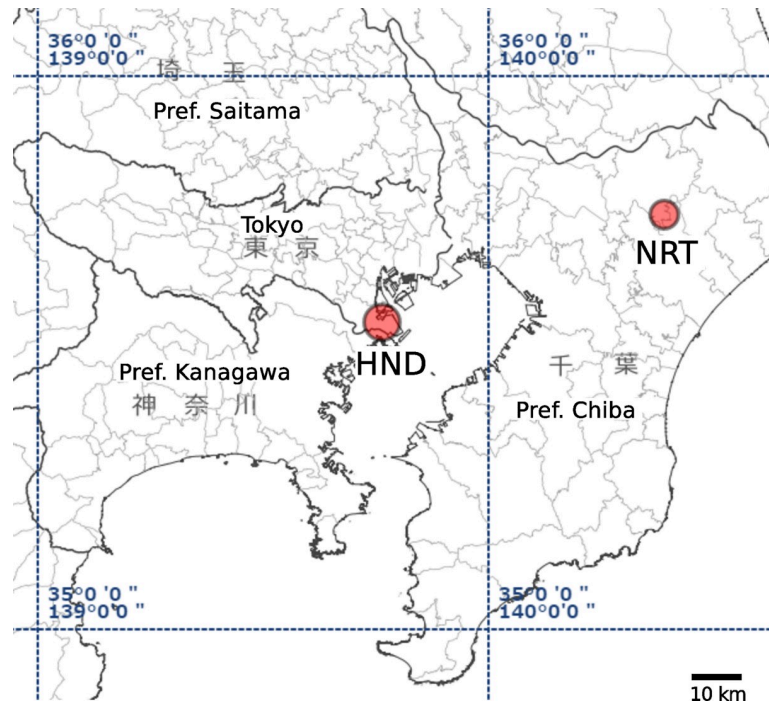 36°0 '0 "
139°0'0 "
36°0 '0 "
140°0'0 "
埼 玉
Pref. Saitama
Tokyo
東 京
NRT
HND
Pref. Kanagawa
神 奈 川
千 葉
Pref. Chiba
35°0 '0 "
139°0'0 "
35°0 '0 "
140°0'0 "
10 km